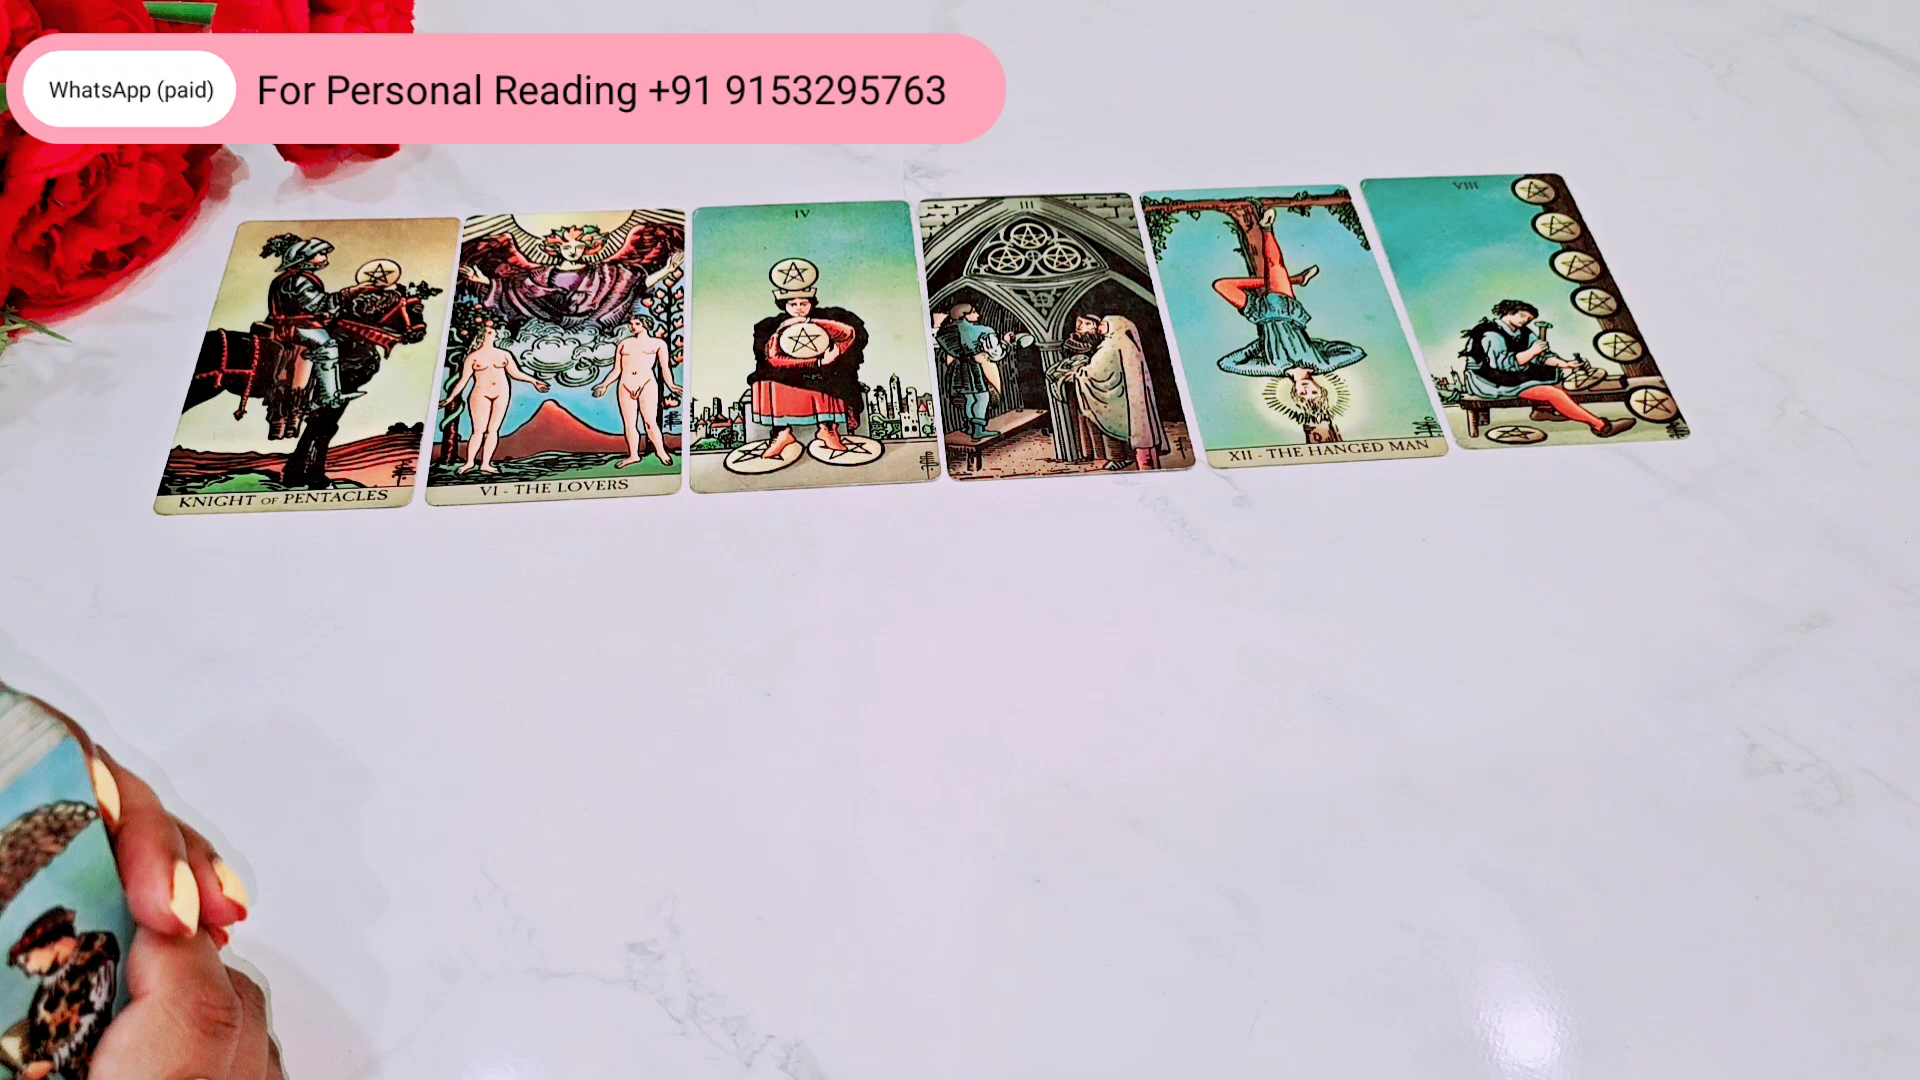 WhatsApp (paid)
For Personal Reading +91 9153295763
KNIGHT OF PENTACLES
VI - THE LOVERS
IV
III
XII - THE HANGED MAN
VIII